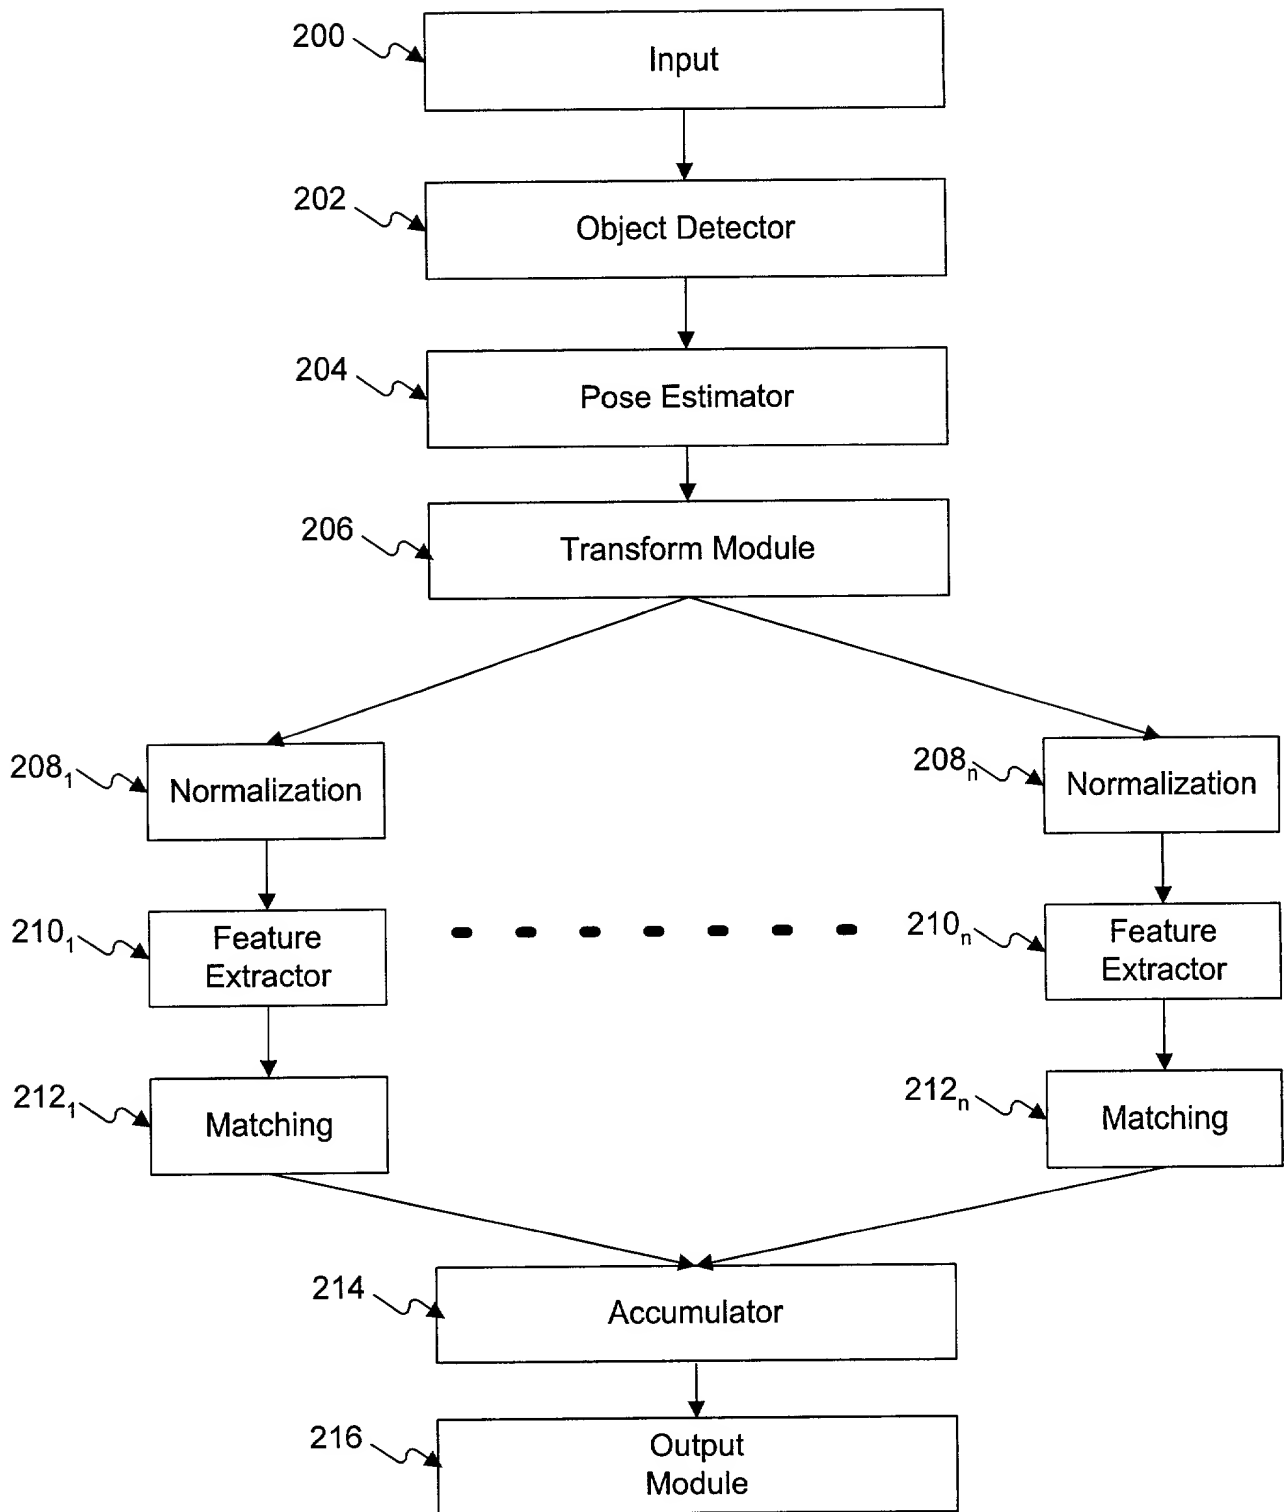 200
Input
202
Object Detector
204
Pose Estimator
206
Transform Module
208₁
Normalization
208ₙ
Normalization
210₁
Feature
Extractor
210ₙ
Feature
Extractor
212₁
Matching
212ₙ
Matching
214
Accumulator
216
Output
Module